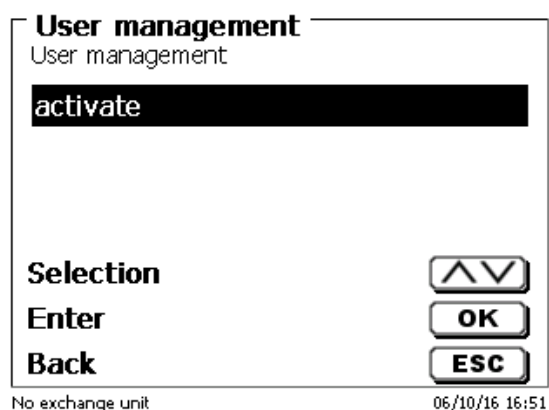 User management
User management
activate
Selection
Enter OK
Back ESC
No exchange unit 06/10/16 16:51